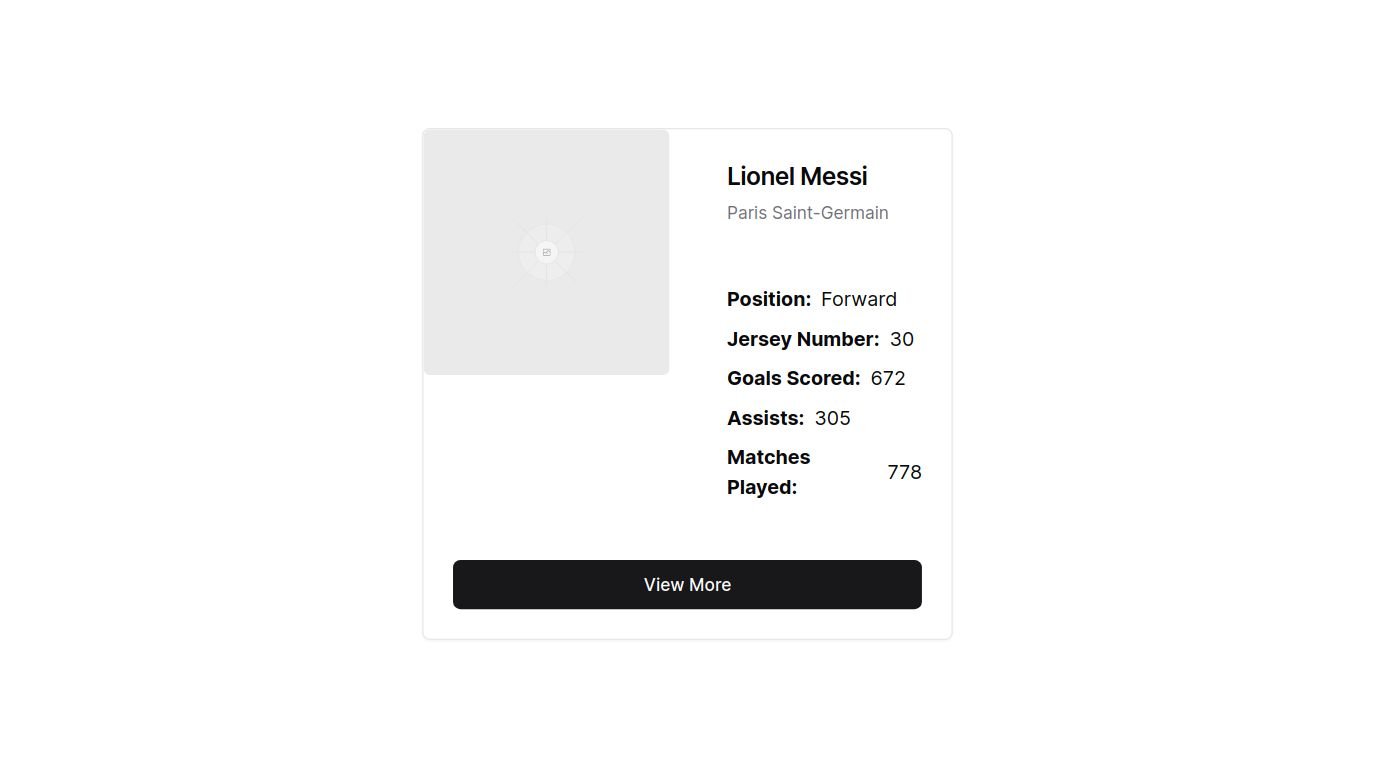 Lionel Messi
Paris Saint-Germain
Position: Forward
Jersey Number: 30
Goals Scored: 672
Assists: 305
Matches
Played: 778
View More